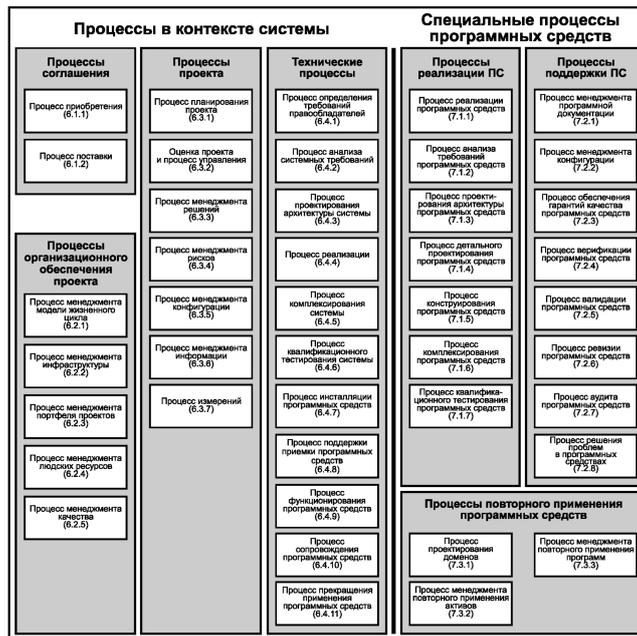 Процессы в контексте системы
Специальные процессы
программных средств
Процессы
соглашения
Процесс приобретения
(6.1.1)
Процесс поставки
(6.1.2)
Процессы
организационного
обеспечения
проекта
Процесс менеджмента
модели жизненного
цикла
(6.2.1)
Процесс менеджмента
инфраструктуры
(6.2.2)
Процесс менеджмента
портфеля проектов
(6.2.3)
Процесс менеджмента
людских ресурсов
(6.2.4)
Процесс менеджмента
качества
(6.2.5)
Процессы
проекта
Процесс планирования
проекта
(6.3.1)
Оценка проекта
и процесс управления
(6.3.2)
Процесс менеджмента
решений
(6.3.3)
Процесс менеджмента
рисков
(6.3.4)
Процесс менеджмента
конфигурации
(6.3.5)
Процесс менеджмента
информации
(6.3.6)
Процесс измерений
(6.3.7)
Технические
процессы
Процесс определения
требований
правообладателей
(6.4.1)
Процесс анализа
системных требований
(6.4.2)
Процесс
проектирования
архитектуры системы
(6.4.3)
Процесс реализации
(6.4.4)
Процесс
комплексирования
системы
(6.4.5)
Процесс
квалификационного
тестирования системы
(6.4.6)
Процесс инсталляции
программных средств
(6.4.7)
Процесс поддержки
приемки программных
средств
(6.4.8)
Процесс
функционирования
программных средств
(6.4.9)
Процесс
сопровождения
программных средств
(6.4.10)
Процесс прекращения
применения
программных средств
(6.4.11)
Процессы
реализации ПС
Процесс реализации
программных средств
(7.1.1)
Процесс анализа
требований
программных средств
(7.1.2)
Процесс проекти-
рования архитектуры
программных средств
(7.1.3)
Процесс детального
проектирования
программных средств
(7.1.4)
Процесс
конструирования
программных средств
(7.1.5)
Процесс
комплексирования
программных средств
(7.1.6)
Процесс квалифика-
ционного тестирования
программных средств
(7.1.7)
Процессы
поддержки ПС
Процесс менеджмента
программной
документации
(7.2.1)
Процесс менеджмента
конфигурации
(7.2.2)
Процесс обеспечения
гарантий качества
программных средств
(7.2.3)
Процесс верификации
программных средств
(7.2.4)
Процесс валидации
программных средств
(7.2.5)
Процесс ревизии
программных средств
(7.2.6)
Процесс аудита
программных средств
(7.2.7)
Процесс решения
проблем
в программных
средствах
(7.2.8)
Процессы повторного применения
программных средств
Процесс
проектирования
доменов
(7.3.1)
Процесс менеджмента
повторного применения
активов
(7.3.2)
Процесс менеджмента
повторного применения
программ
(7.3.3)